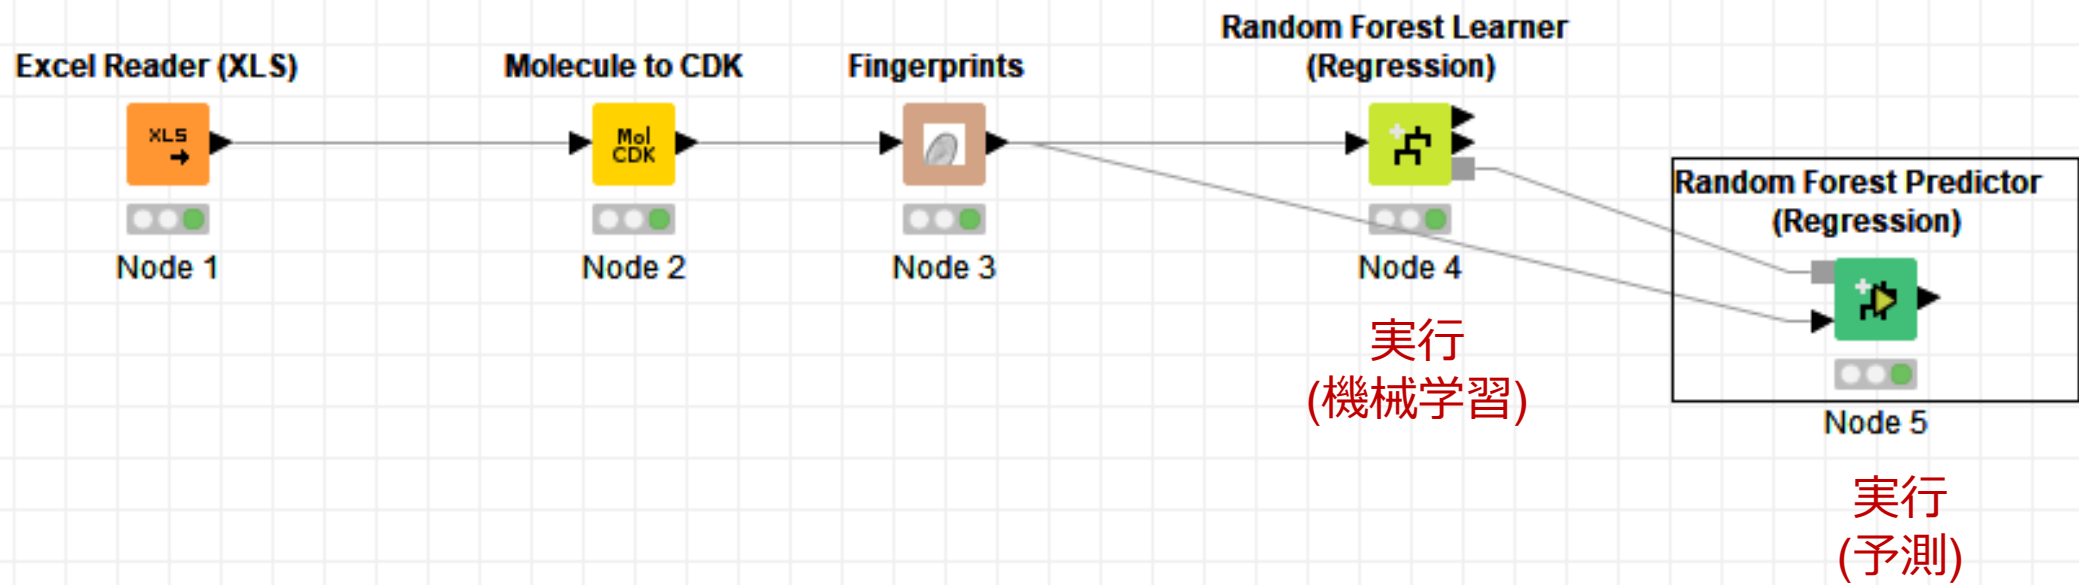 Excel Reader (XLS)
XLS
Node 1
Molecule to CDK
Mol
CDK
Node 2
Fingerprints
Node 3
Random Forest Learner
(Regression)
Node 4
実行
(機械学習)
Random Forest Predictor
(Regression)
Node 5
実行
(予測)